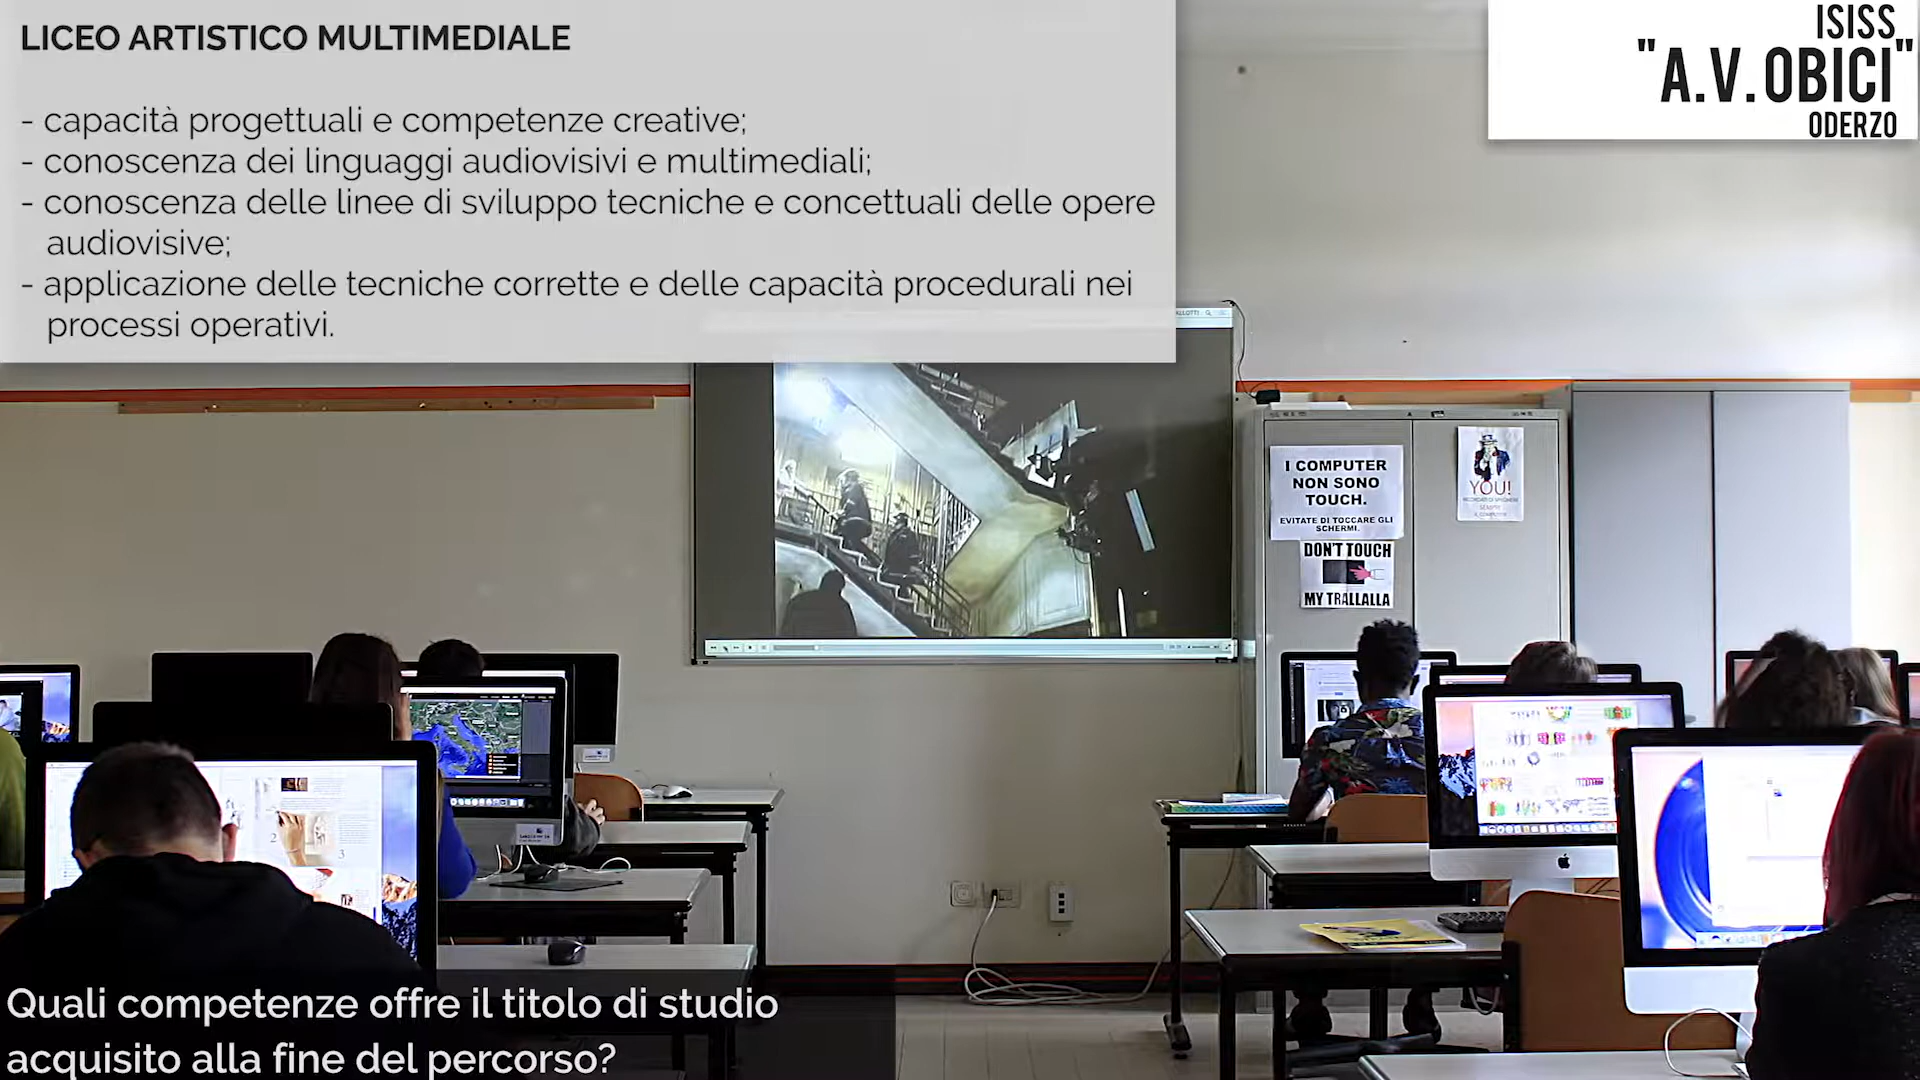 LICEO ARTISTICO MULTIMEDIALE
- capacità progettuali e competenze creative;
- conoscenza dei linguaggi audiovisivi e multimediali;
- conoscenza delle linee di sviluppo tecniche e concettuali delle opere
audiovisive;
- applicazione delle tecniche corrette e delle capacità procedurali nei
processi operativi.
ISISS
"A.V. OBICI"
ODERZO
I COMPUTER
NON SONO
TOUCH.
EVITATE DI TOCCARE GLI
SCHERMI.
DON'T TOUCH
MY TRALLALLA
YOU!
2
3
Quali competenze offre il titolo di studio
acquisito alla fine del percorso?